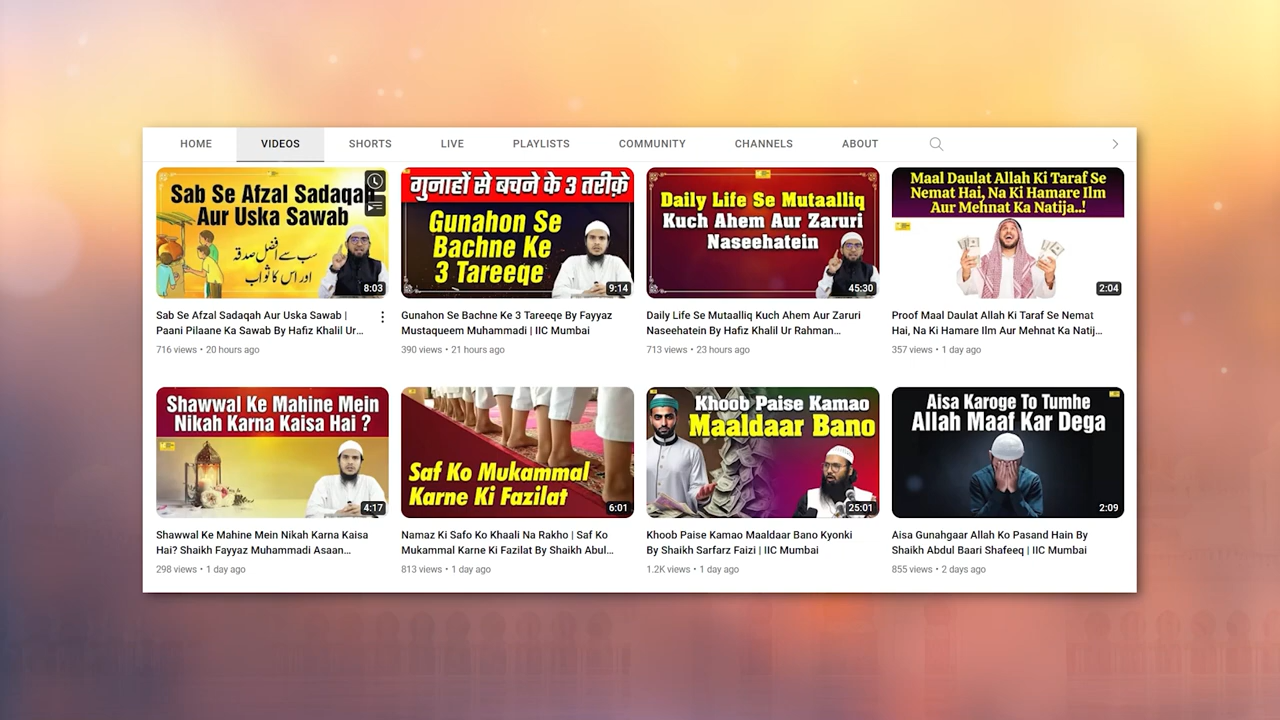 HOME VIDEOS SHORTS LIVE PLAYLISTS COMMUNITY CHANNELS ABOUT
Sab Se Afzal Sadaqah
Aur Uska Sawab
سب سے افضل صدقہ
اور اس کا ثواب
8:03
गुनाहों से बचने के 3 तरीक़े
Gunahon Se
Bachne Ke
3 Tareeqe
9:14
Daily Life Se Mutaalliq
Kuch Ahem Aur Zaruri
Naseehatein
45:30
Maal Daulat Allah Ki Taraf Se
Nemat Hai, Na Ki Hamare Ilm
Aur Mehnat Ka Natija..!
2:04
Sab Se Afzal Sadaqah Aur Uska Sawab |
Paani Pilaane Ka Sawab By Hafiz Khalil Ur...
716 views • 20 hours ago
Gunahon Se Bachne Ke 3 Tareeqe By Fayyaz
Mustaqueem Muhammadi | IIC Mumbai
390 views • 21 hours ago
Daily Life Se Mutaalliq Kuch Ahem Aur Zaruri
Naseehatein By Hafiz Khalil Ur Rahman...
713 views • 23 hours ago
Proof Maal Daulat Allah Ki Taraf Se Nemat
Hai, Na Ki Hamare Ilm Aur Mehnat Ka Natij...
357 views • 1 day ago
Shawwal Ke Mahine Mein
Nikah Karna Kaisa Hai ?
4:17
Saf Ko Mukammal
Karne Ki Fazilat
6:01
Khoob Paise Kamao
Maaldaar Bano
25:01
Aisa Karoge To Tumhe
Allah Maaf Kar Dega
2:09
Shawwal Ke Mahine Mein Nikah Karna Kaisa
Hai? Shaikh Fayyaz Muhammadi Asaan...
298 views • 1 day ago
Namaz Ki Safo Ko Khaali Na Rakho | Saf Ko
Mukammal Karne Ki Fazilat By Shaikh Abul...
813 views • 1 day ago
Khoob Paise Kamao Maaldaar Bano Kyonki
By Shaikh Sarfarz Faizi | IIC Mumbai
1.2K views • 1 day ago
Aisa Gunahgaar Allah Ko Pasand Hain By
Shaikh Abdul Baari Shafeeq | IIC Mumbai
855 views • 2 days ago